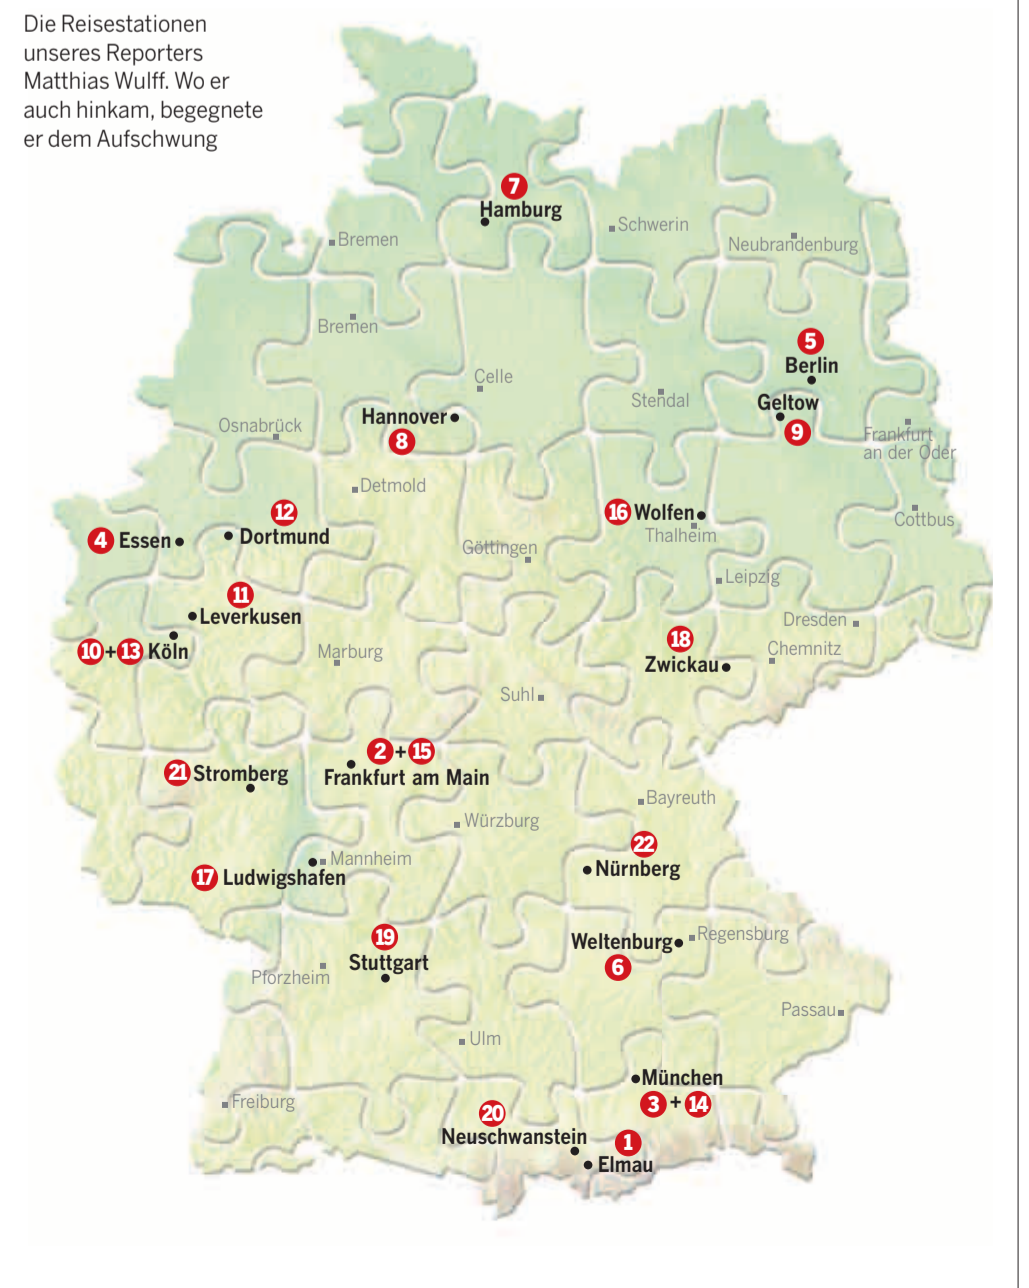 Die Reisestationen
unseres Reporters
Matthias Wulff. Wo er
auch hinkam, begegnete
er dem Aufschwung
7
Hamburg
Schwerin
Bremen
Neubrandenburg
Bremen
5
Berlin
Celle
Stendal
Geltow
9
Hannover
8
Osnabrück
Frankfurt
an der Oder
Detmold
12
Dortmund
16 Wolfen
Thalheim
Cottbus
4 Essen
Göttingen
Leipzig
11
Leverkusen
Dresden
10+13 Köln
18
Zwickau
Chemnitz
Marburg
Suhl
2+15
Frankfurt am Main
21 Stromberg
Bayreuth
Würzburg
22
Nürnberg
Mannheim
17 Ludwigshafen
19
Stuttgart
Weltenburg
6
Regensburg
Pforzheim
Passau
Ulm
München
3+14
Freiburg
20
Neuschwanstein
1
Elmau